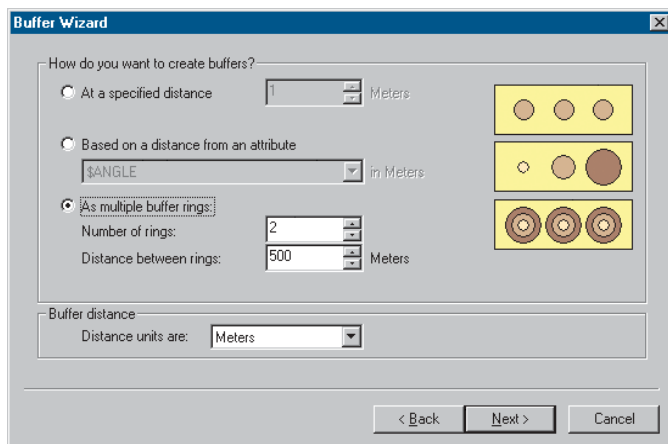 Buffer Wizard
How do you want to create buffers?
At a specified distance 1 Meters
Based on a distance from an attribute
$ANGLE in Meters
As multiple buffer rings:
Number of rings: 2
Distance between rings: 500 Meters
Buffer distance
Distance units are: Meters
< Back Next > Cancel